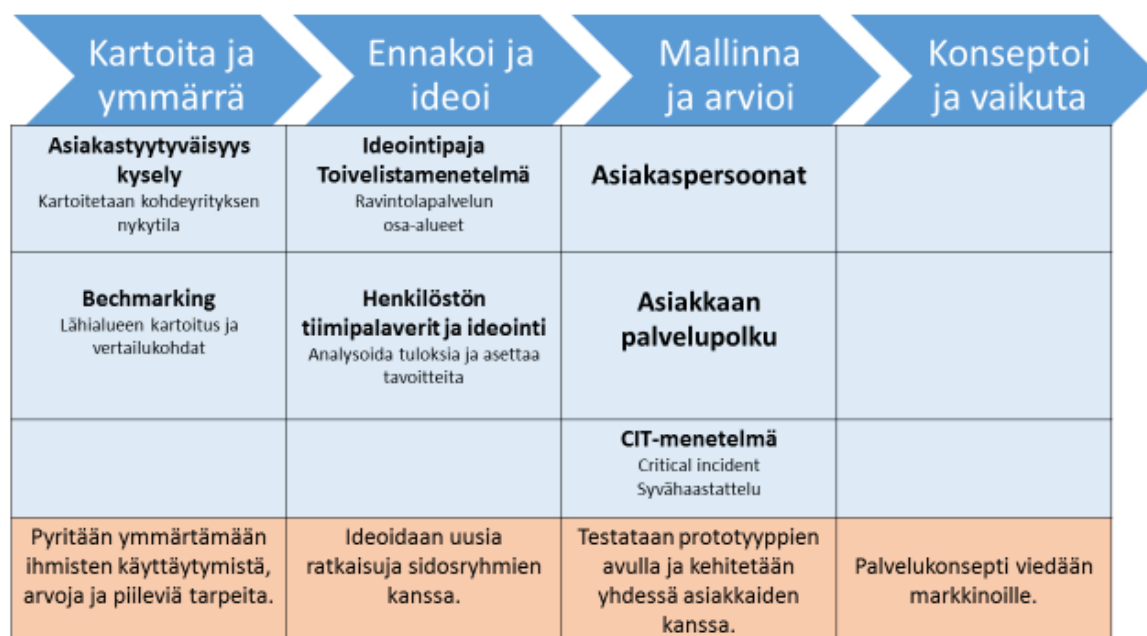 Kartoita ja
ymmärrä
Ennakoi ja
ideoi
Mallinna
ja arvioi
Konseptoi
ja vaikuta
Asiakastyytyväisyys
kysely
Kartoitetaan kohdeyrityksen
nykytila
Ideointipaja
Toivelistamenetelmä
Ravintolapalvelun
osa-alueet
Asiakaspersoonat
Bechmarking
Lähialueen kartoitus ja
vertailukohdat
Henkilöstön
tiimipalaverit ja ideointi
Analysoida tuloksia ja asettaa
tavoitteita
Asiakkaan
palvelupolku
CIT-menetelmä
Critical incident
Syvähaastattelu
Pyritään ymmärtämään
ihmisten käyttäytymistä,
arvoja ja piileviä tarpeita.
Ideoidaan uusia
ratkaisuja sidosryhmien
kanssa.
Testataan prototyyppien
avulla ja kehitetään
yhdessä asiakkaiden
kanssa.
Palvelukonsepti viedään
markkinoille.